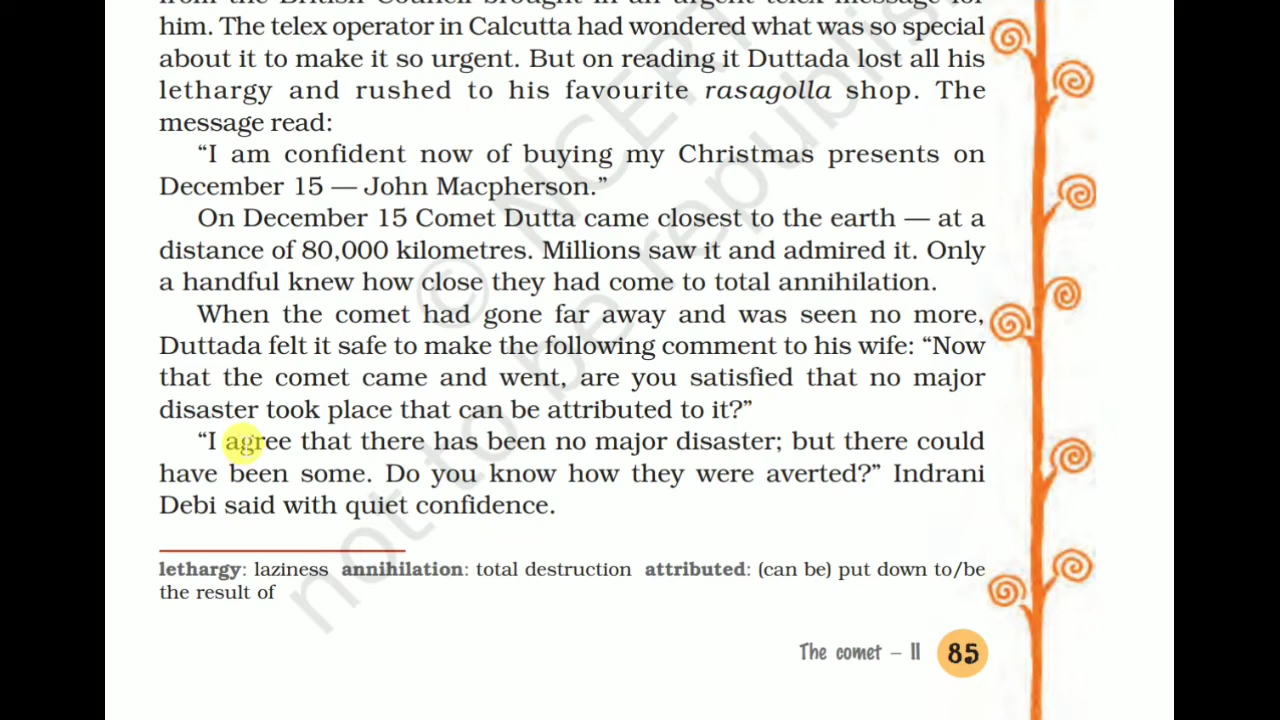 from the British Council brought in an urgent telex message for
him. The telex operator in Calcutta had wondered what was so special
about it to make it so urgent. But on reading it Duttada lost all his
lethargy and rushed to his favourite rasagolla shop. The
message read:
“I am confident now of buying my Christmas presents on
December 15 — John Macpherson.”
On December 15 Comet Dutta came closest to the earth — at a
distance of 80,000 kilometres. Millions saw it and admired it. Only
a handful knew how close they had come to total annihilation.
When the comet had gone far away and was seen no more,
Duttada felt it safe to make the following comment to his wife: “Now
that the comet came and went, are you satisfied that no major
disaster took place that can be attributed to it?”
“I agree that there has been no major disaster; but there could
have been some. Do you know how they were averted?” Indrani
Debi said with quiet confidence.
lethargy: laziness annihilation: total destruction attributed: (can be) put down to/be
the result of
The comet – II 85
© NCERT
not to be republish